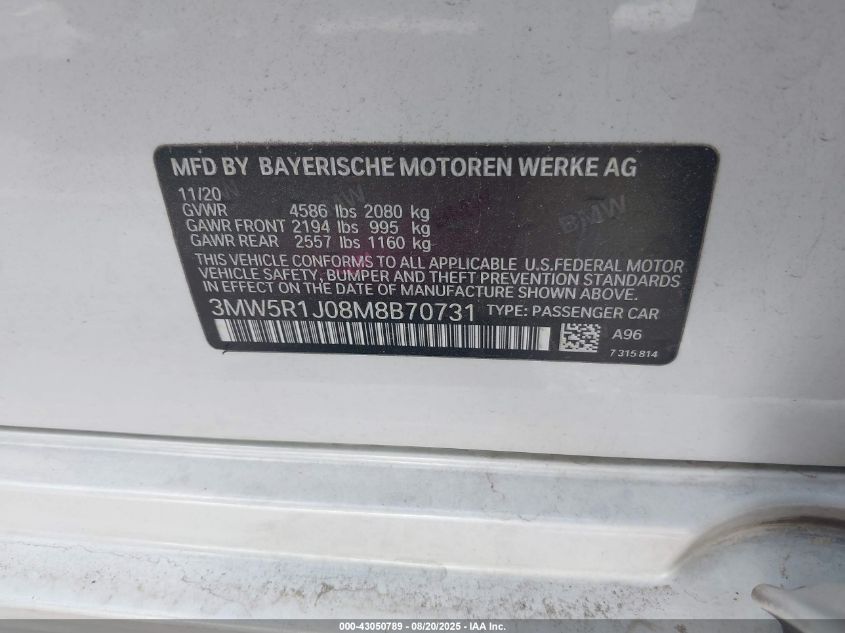 MFD BY BAYERISCHE MOTOREN WERKE AG
11/20
GVWR 4586 lbs 2080 kg
GAWR FRONT 2194 lbs 995 kg
GAWR REAR 2557 lbs 1160 kg
THIS VEHICLE CONFORMS TO ALL APPLICABLE U.S.FEDERAL MOTOR
VEHICLE SAFETY, BUMPER AND THEFT PREVENTION STANDARDS
IN EFFECT ON THE DATE OF MANUFACTURE SHOWN ABOVE.
3MW5R1J08M8B70731 TYPE: PASSENGER CAR
A96
7 315 814
BMW
000-43050789 - 08/20/2025 - IAA Inc.